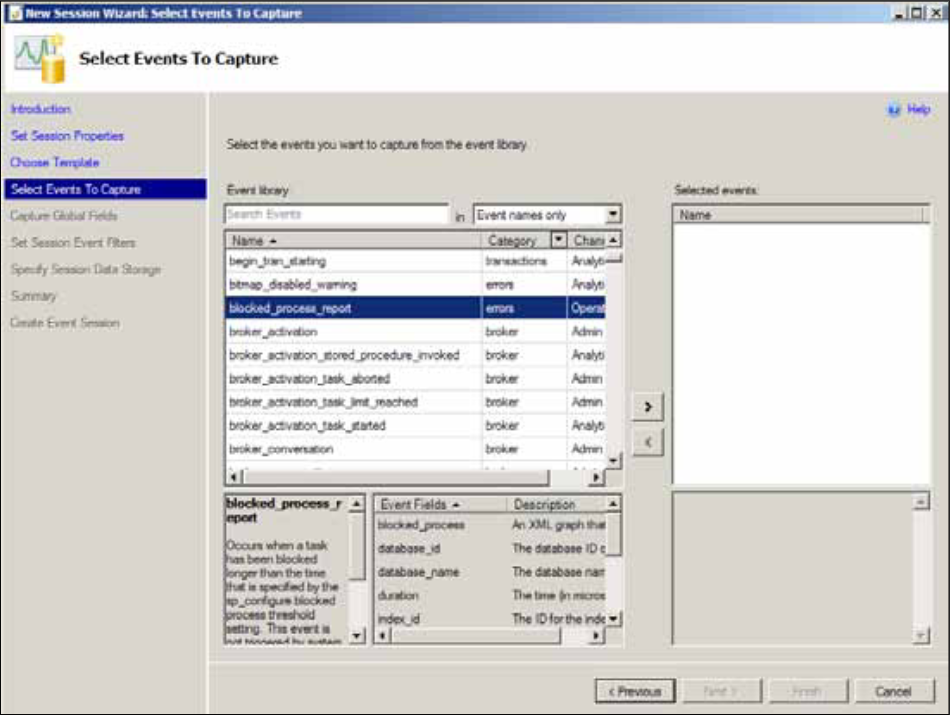 New Session Wizard: Select Events To Capture
Select Events To Capture
Introduction
Help
Set Session Properties
Select the events you want to capture from the event library.
Choose Template
Select Events To Capture
Event library:
Selected events:
Capture Global Fields
Search Events in Event names only
Name
Set Session Event Filters
Name Category Chann
Specify Session Data Storage
begin_tran_starting transactions Analyti
Summary
bitmap_disabled_warning errors Analyti
Create Event Session
blocked_process_report errors Operat
broker_activation broker Admin
broker_activation_stored_procedure_invoked broker Analyti
broker_activation_task_aborted broker Admin
broker_activation_task_limit_reached broker Admin
>
broker_activation_task_started broker Analyti
<
broker_conversation broker Admin
blocked_process_r
eport
Occurs when a task
has been blocked
longer than the time
that is specified by the
sp_configure blocked
process threshold
setting. This event is
not triggered by system
Event Fields Description
blocked_process An XML graph that
database_id The database ID o
database_name The database nam
duration The time (in micros
index_id The ID for the inde
< Previous Next > Finish Cancel